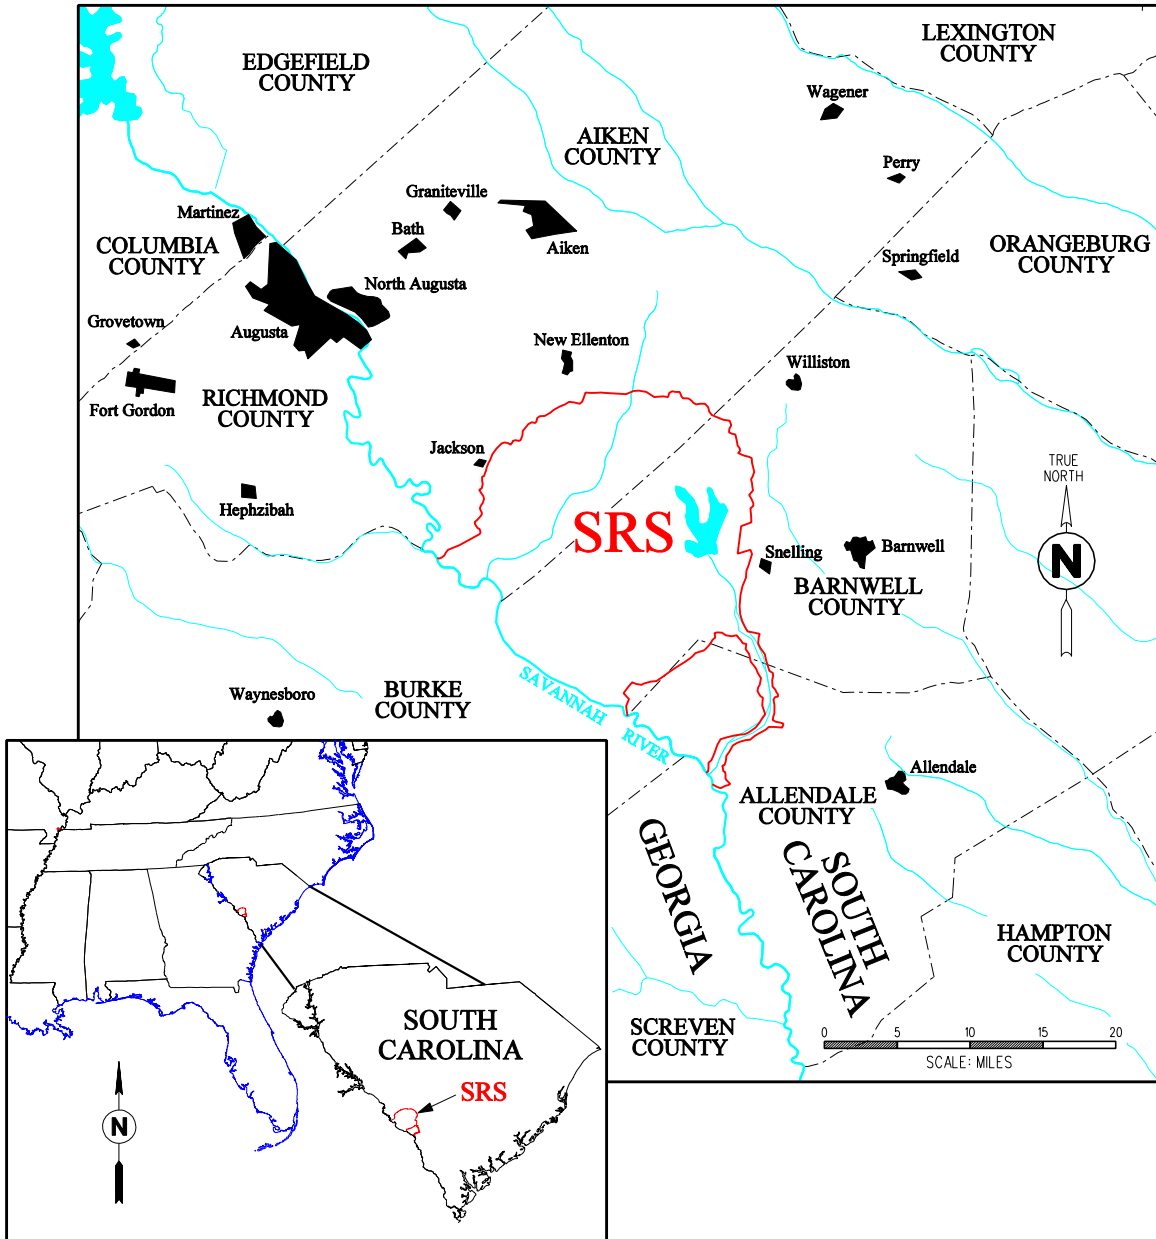 LEXINGTON
COUNTY
EDGEFIELD
COUNTY
Wagener
AIKEN
COUNTY
Perry
Graniteville
Martinez
Bath
Aiken
COLUMBIA
COUNTY
ORANGEBURG
COUNTY
Springfield
North Augusta
Grovetown
Augusta
New Ellenton
Williston
Fort Gordon
RICHMOND
COUNTY
Jackson
TRUE
NORTH
Hephzibah
SRS
Snelling
Barnwell
N
BARNWELL
COUNTY
Waynesboro
BURKE
COUNTY
SAVANNAH RIVER
Allendale
ALLENDALE
COUNTY
GEORGIA
SOUTH
CAROLINA
HAMPTON
COUNTY
SCREVEN
COUNTY
0 5 10 15 20
SCALE: MILES
SOUTH
CAROLINA
SRS
N